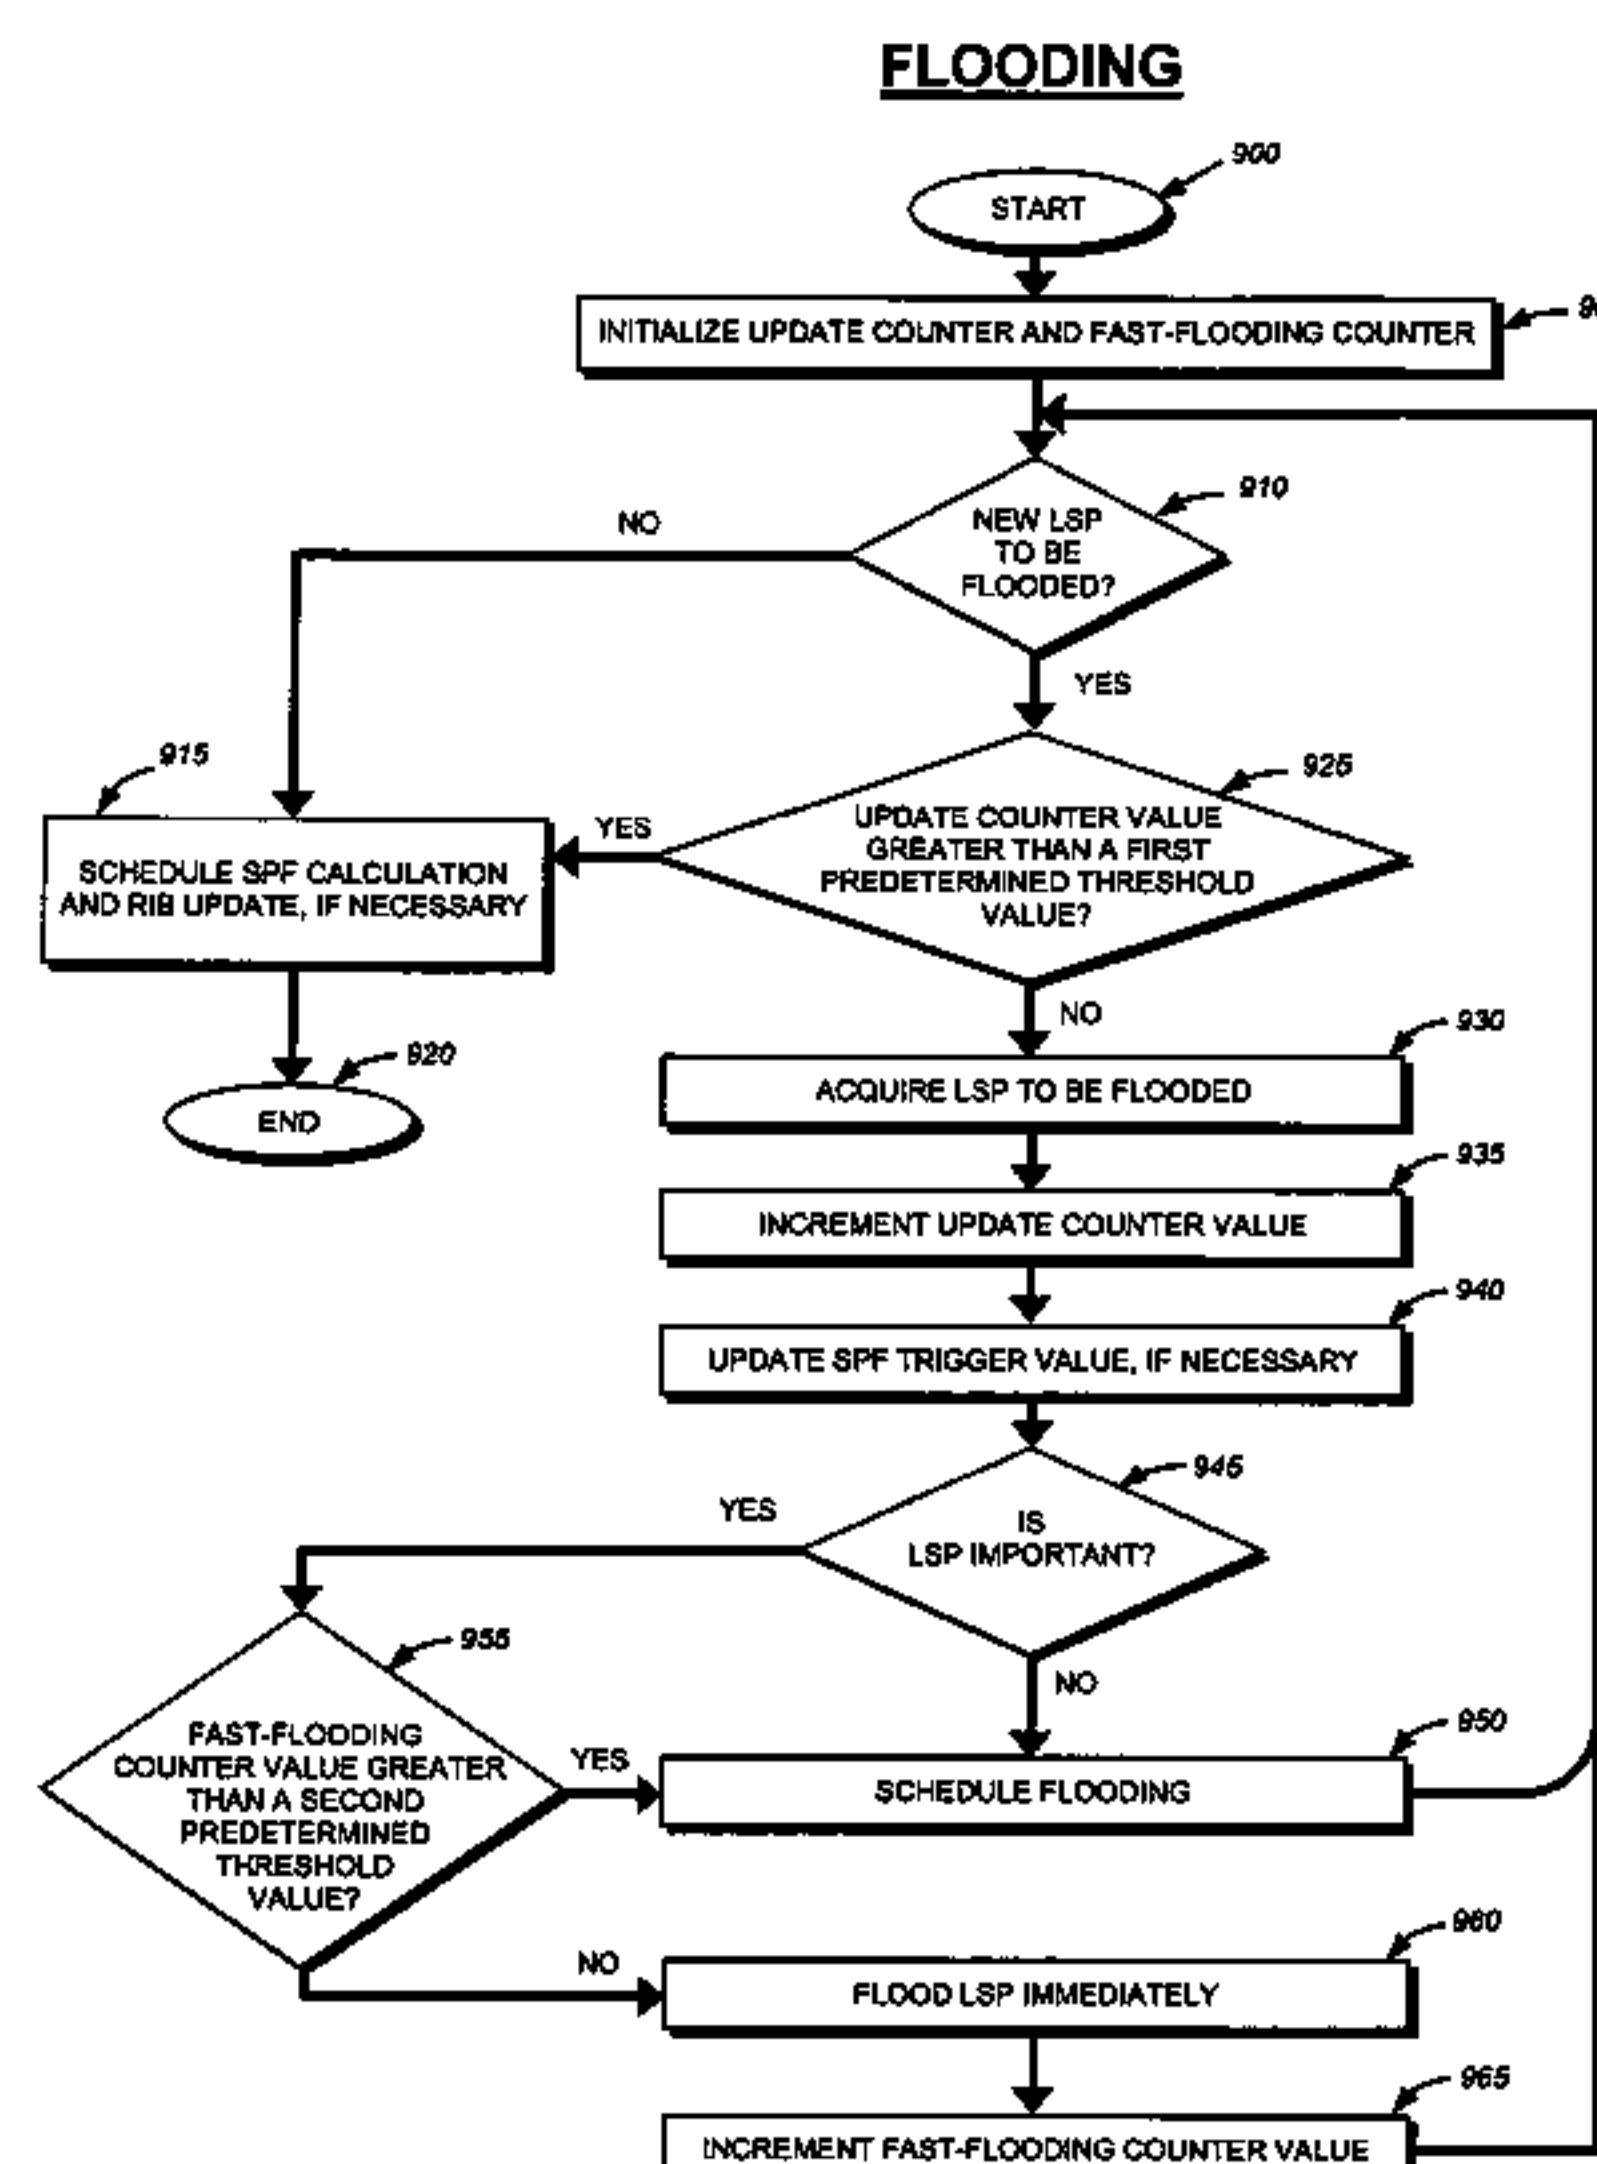 FLOODING
900
START
INITIALIZE UPDATE COUNTER AND FAST-FLOODING COUNTER
910
NEW LSP
TO BE
FLOODED?
NO
YES
915
925
UPDATE COUNTER VALUE
GREATER THAN A FIRST
PREDETERMINED THRESHOLD
VALUE?
YES
SCHEDULE SPF CALCULATION
AND RIB UPDATE, IF NECESSARY
NO
920
END
930
ACQUIRE LSP TO BE FLOODED
935
INCREMENT UPDATE COUNTER VALUE
940
UPDATE SPF TRIGGER VALUE, IF NECESSARY
945
IS
LSP IMPORTANT?
YES
NO
955
FAST-FLOODING
COUNTER VALUE GREATER
THAN A SECOND
PREDETERMINED
THRESHOLD
VALUE?
YES
950
SCHEDULE FLOODING
NO
960
FLOOD LSP IMMEDIATELY
965
INCREMENT FAST-FLOODING COUNTER VALUE